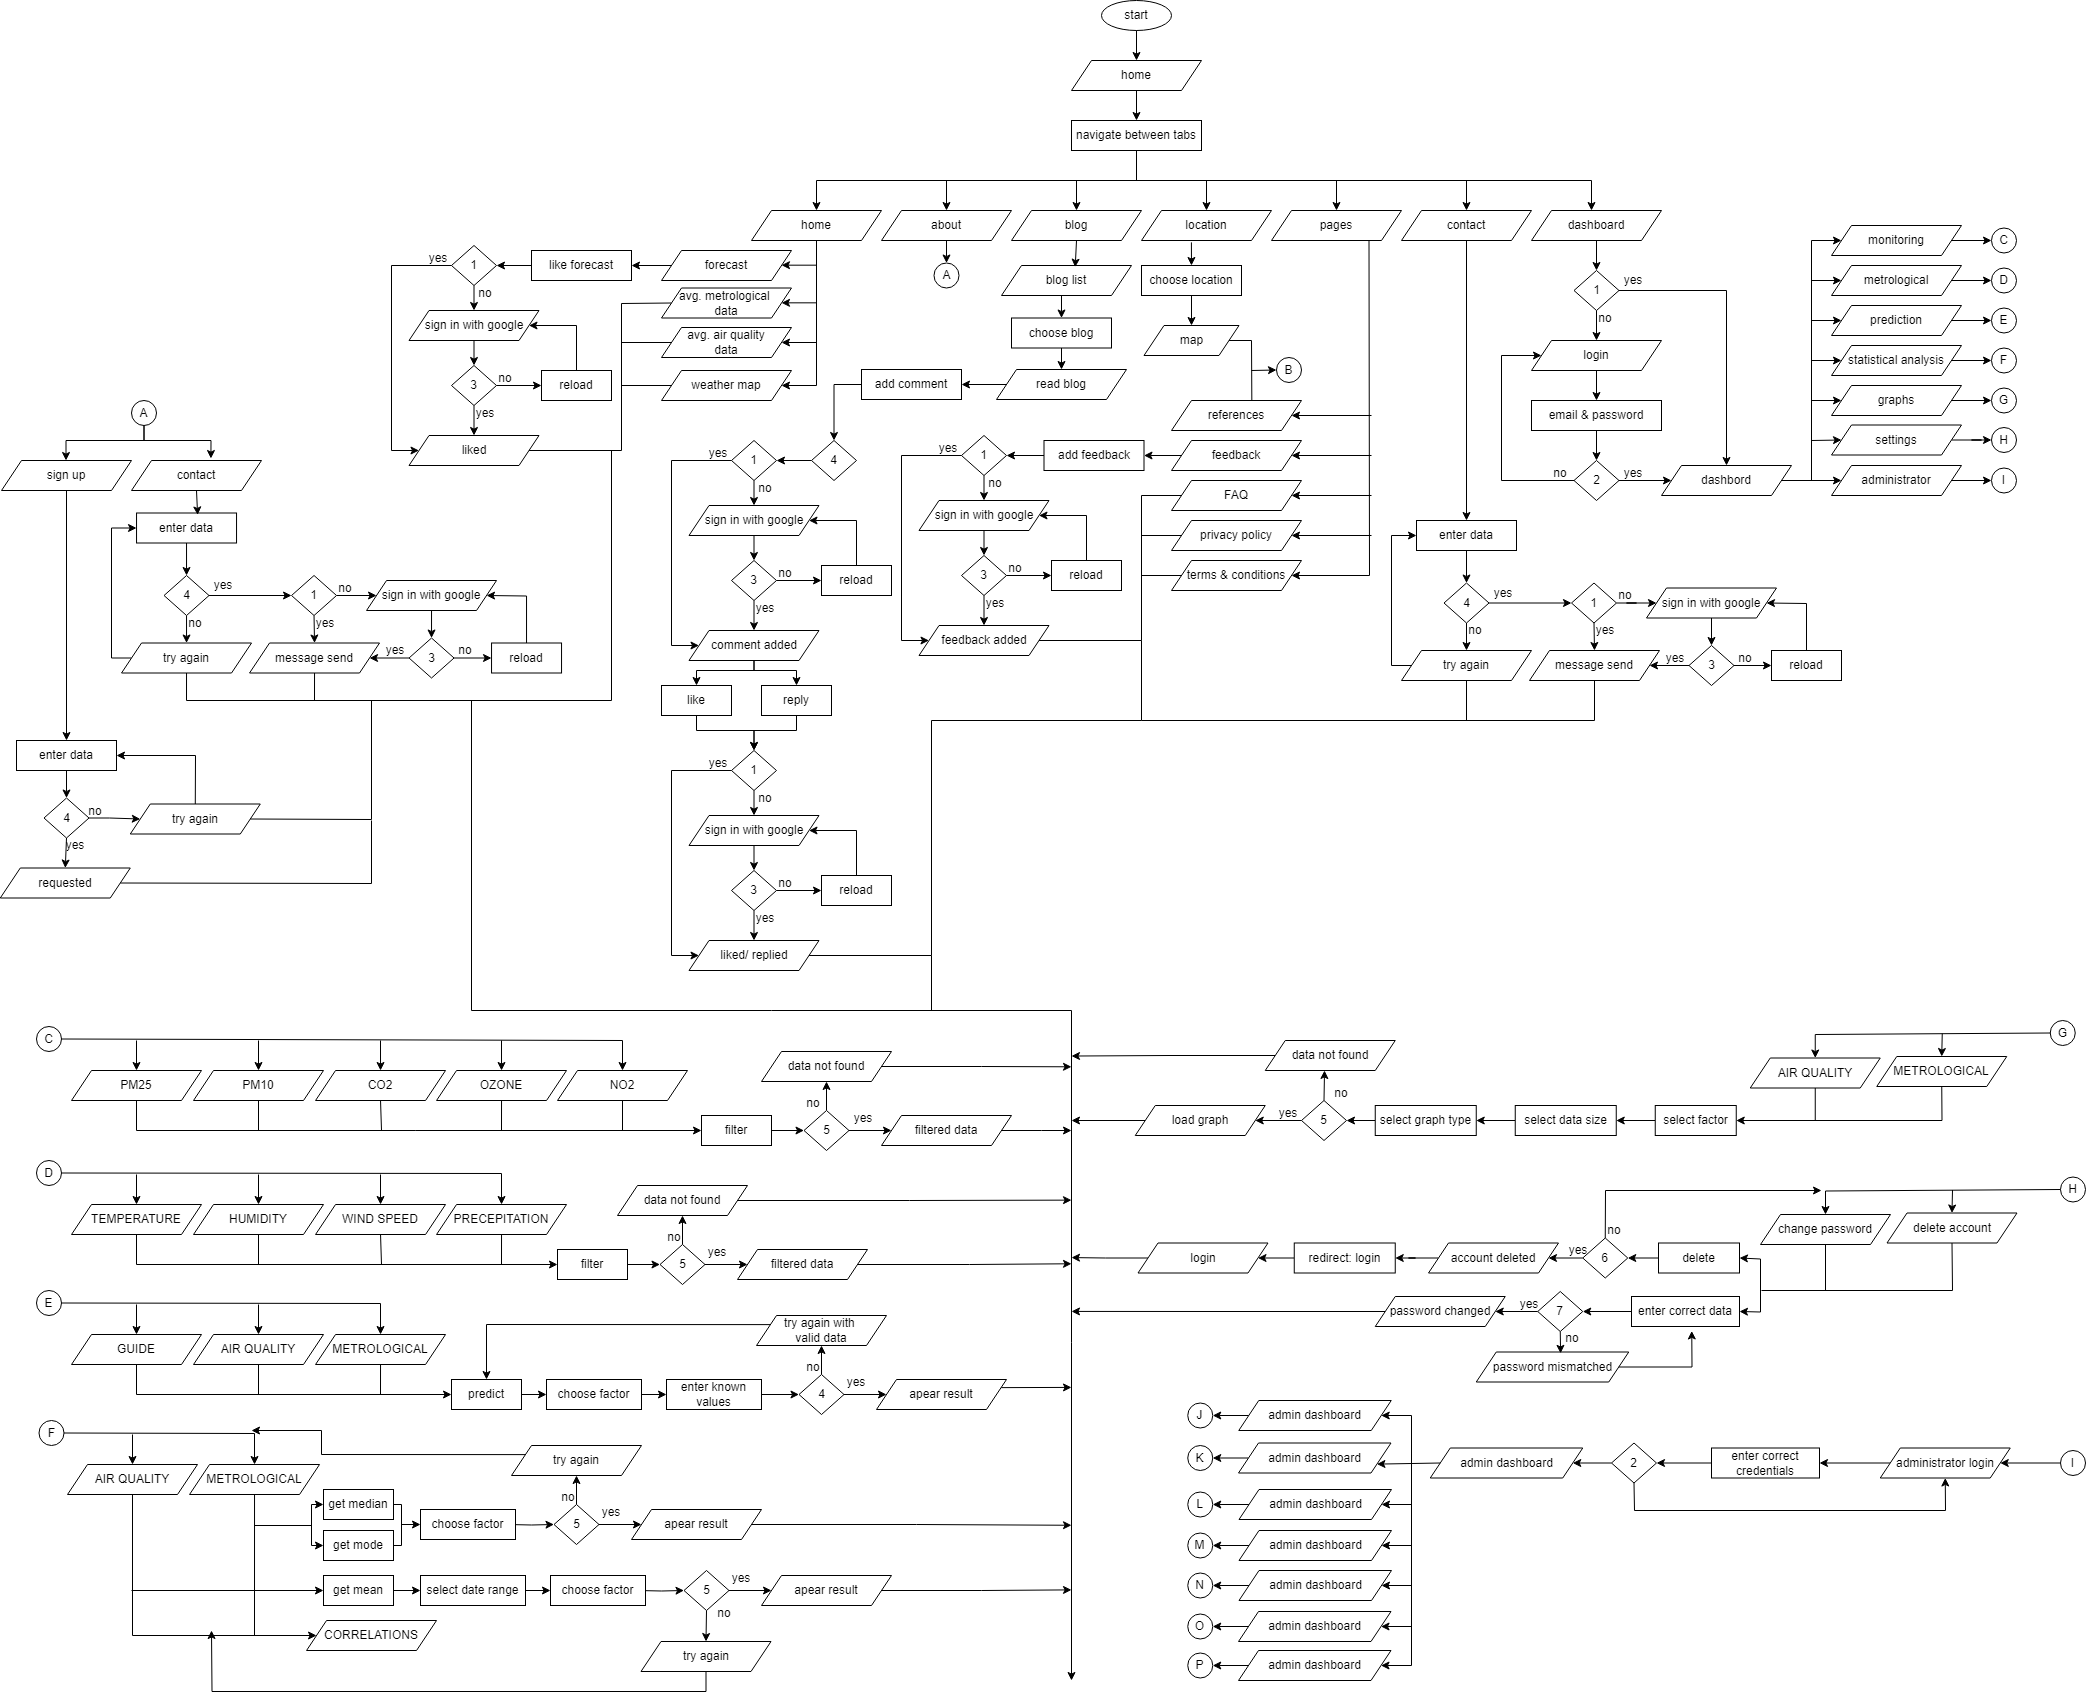 start
home
navigate between tabs
home
about
blog
location
pages
contact
dashboard
yes
1
like forecast
forecast
no
avg. metrological
data
sign in with google
avg. air quality
data
3
no
reload
weather map
yes
liked
A
blog list
choose blog
read blog
add comment
choose location
map
B
references
1
yes
no
login
email & password
no
2
yes
dashbord
monitoring
C
metrological
D
prediction
E
statistical analysis
F
graphs
G
settings
H
administrator
I
A
sign up
contact
enter data
4
yes
1
no
sign in with google
no
yes
try again
message send
yes
3
no
reload
enter data
4
no
try again
yes
requested
yes
1
4
no
sign in with google
3
no
reload
yes
comment added
like
reply
yes
1
no
sign in with google
3
no
reload
yes
liked/ replied
yes
1
add feedback
feedback
no
FAQ
sign in with google
privacy policy
3
no
reload
terms & conditions
yes
feedback added
enter data
4
yes
1
no
sign in with google
no
yes
try again
message send
yes
3
no
reload
C
PM25
PM10
CO2
OZONE
NO2
filter
data not found
no
5
yes
filtered data
D
TEMPERATURE
HUMIDITY
WIND SPEED
PRECEPITATION
filter
data not found
no
5
yes
filtered data
E
GUIDE
AIR QUALITY
METROLOGICAL
predict
choose factor
enter known
values
try again with
valid data
no
4
yes
apear result
F
AIR QUALITY
METROLOGICAL
get median
get mode
choose factor
try again
no
5
yes
apear result
get mean
select date range
choose factor
5
yes
apear result
no
try again
CORRELATIONS
G
AIR QUALITY
METROLOGICAL
data not found
no
load graph
yes
5
select graph type
select data size
select factor
H
change password
delete account
no
login
redirect: login
account deleted
yes
6
delete
password changed
yes
7
enter correct data
no
password mismatched
J
admin dashboard
K
admin dashboard
L
admin dashboard
M
admin dashboard
N
admin dashboard
O
admin dashboard
P
admin dashboard
admin dashboard
2
enter correct
credentials
administrator login
I